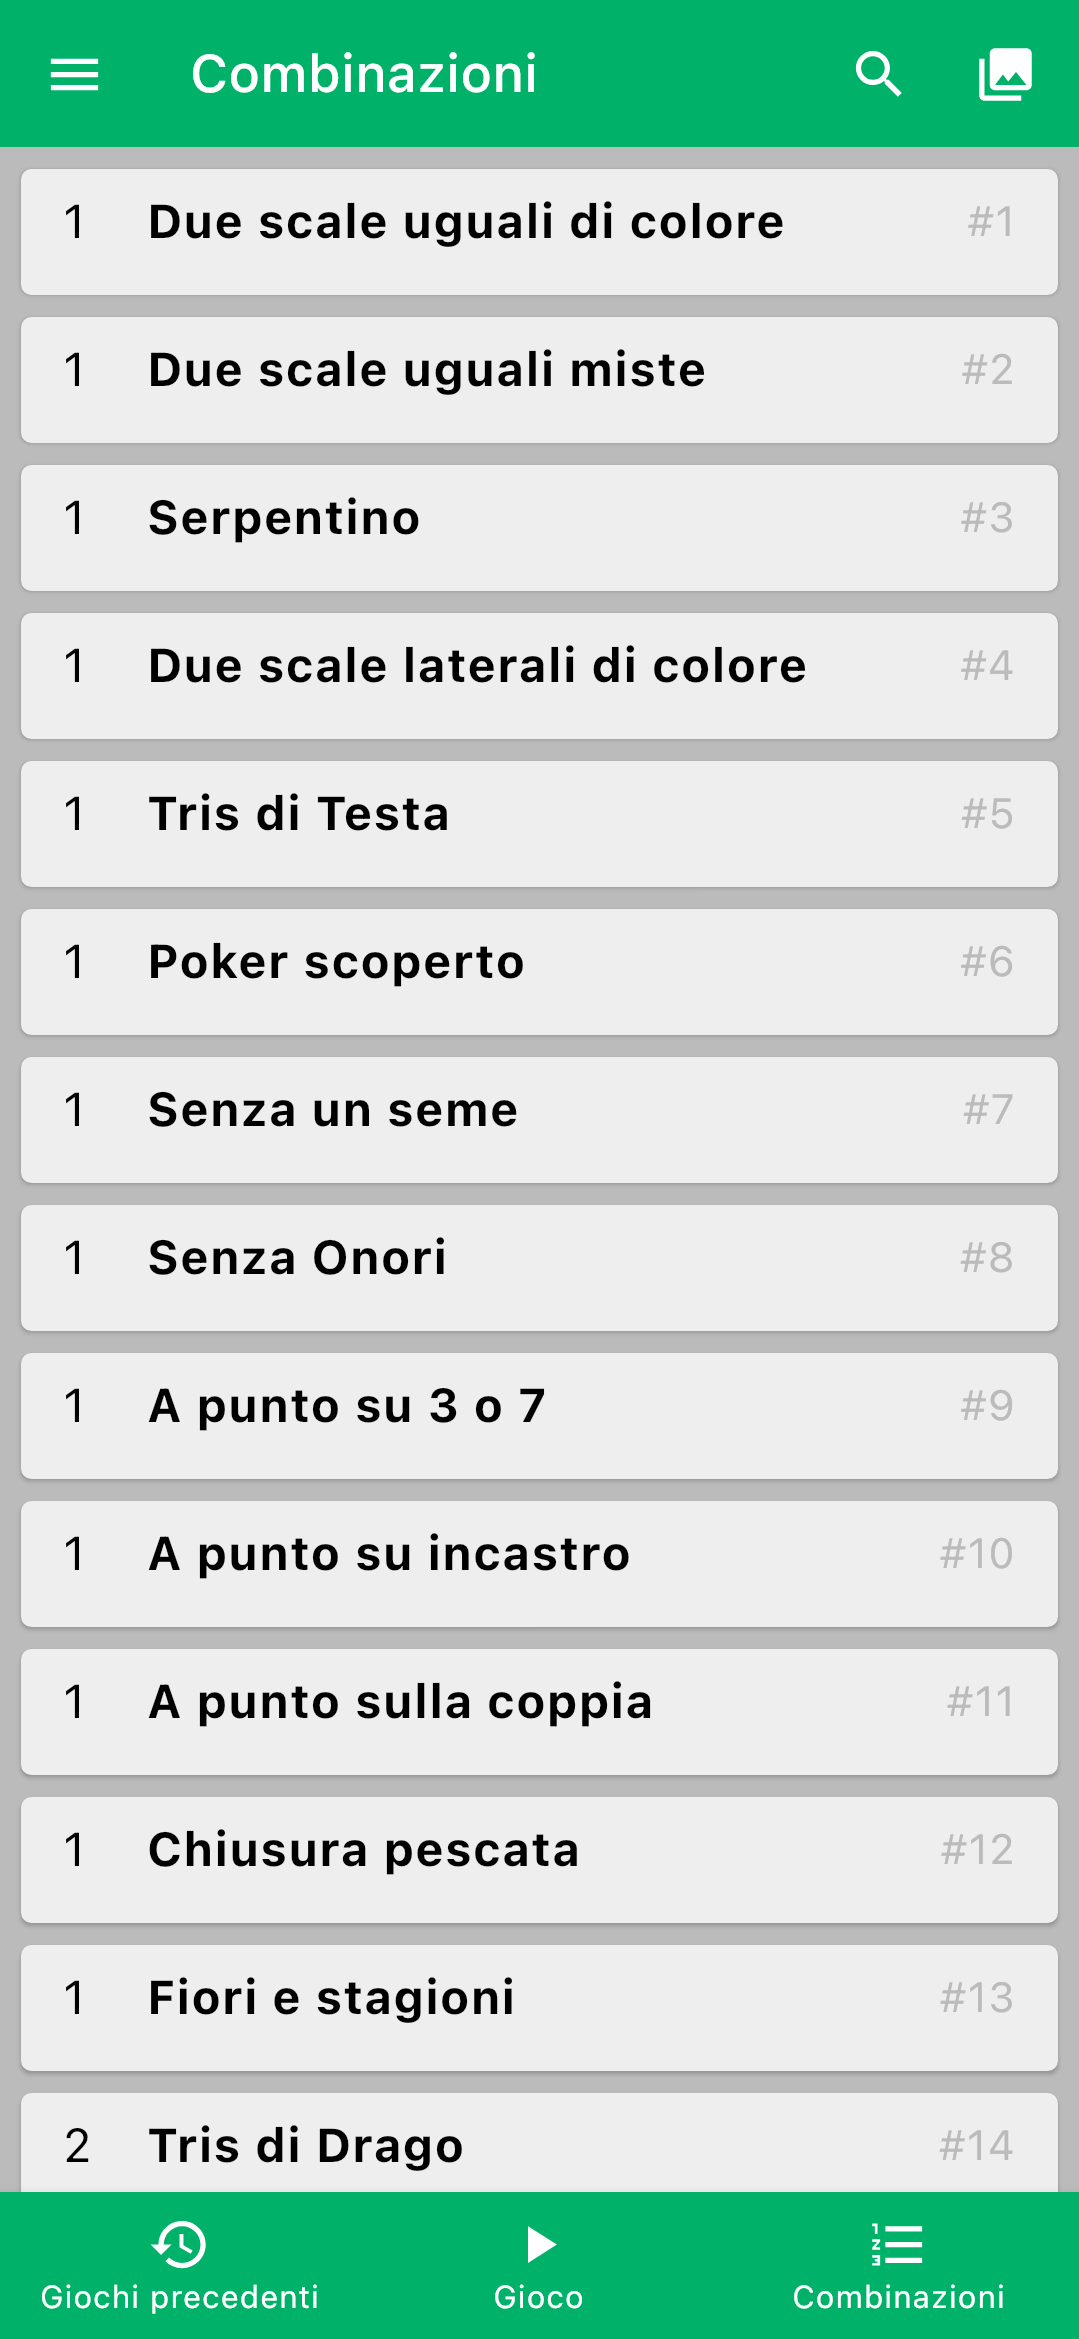 Combinazioni
1 Due scale uguali di colore #1
1 Due scale uguali miste #2
1 Serpentino #3
1 Due scale laterali di colore #4
1 Tris di Testa #5
1 Poker scoperto #6
1 Senza un seme #7
1 Senza Onori #8
1 A punto su 3 o 7 #9
1 A punto su incastro #10
1 A punto sulla coppia #11
1 Chiusura pescata #12
1 Fiori e stagioni #13
2 Tris di Drago #14
Giochi precedenti Gioco Combinazioni